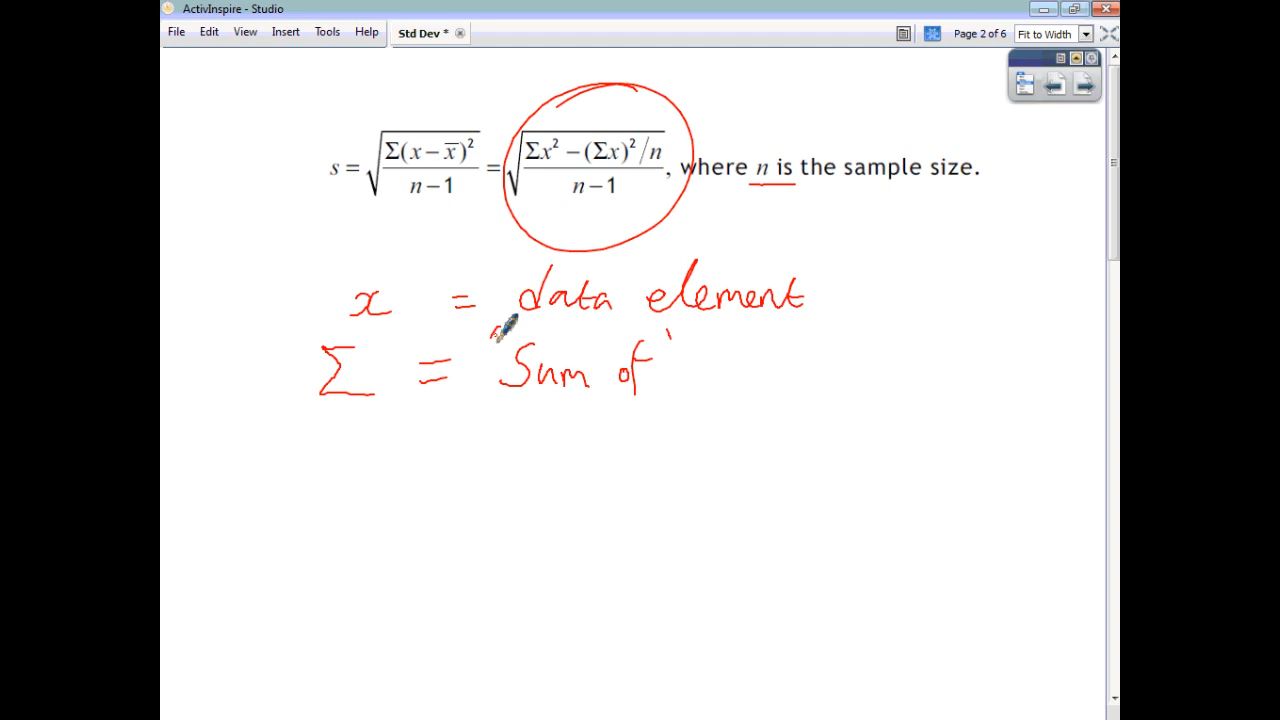 ActivInspire - Studio
File Edit View Insert Tools Help Std Dev * Page 2 of 6 Fit to Width
s = √(Σ(x − x̄)² / (n − 1)) = √((Σx² − (Σx)²/n) / (n − 1)), where n is the sample size.
x = data element
Σ = "Sum of '